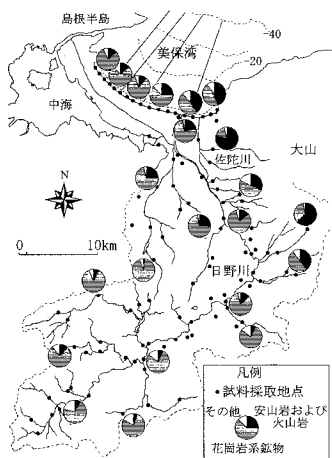 島根半島
美保湾
-40
-20
中海
佐陀川
大山
N
0 10km
日野川
凡例
試料採取地点
その他 安山岩および
火山岩
花崗岩系鉱物